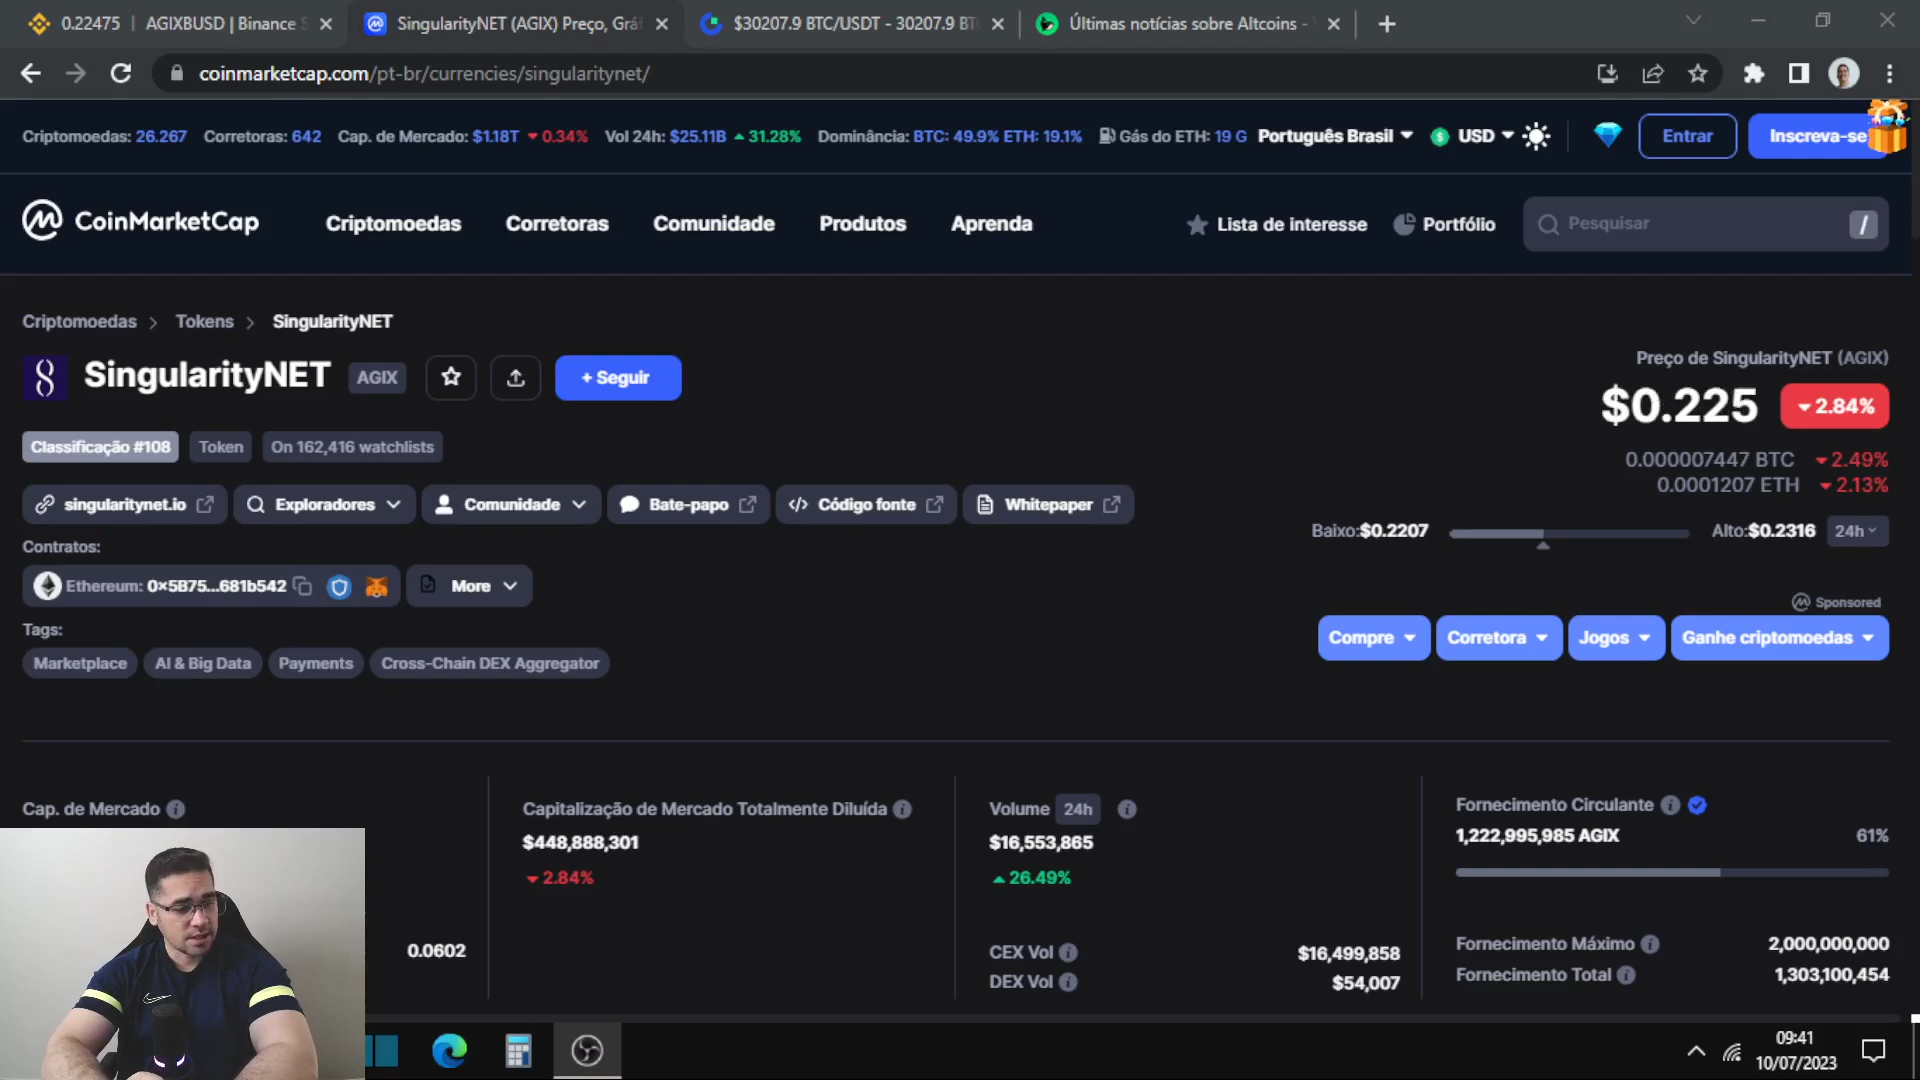 0.22475 | AGIXBUSD | Binance S
SingularityNET (AGIX) Preço, Grá
$30207.9 BTC/USDT - 30207.9 BT
Últimas notícias sobre Altcoins -
coinmarketcap.com/pt-br/currencies/singularitynet/
Criptomoedas: 26.267 Corretoras: 642 Cap. de Mercado: $1.18T 0.34% Vol 24h: $25.11B 31.28% Dominância: BTC: 49.9% ETH: 19.1% Gás do ETH: 19 G Português Brasil USD Entrar Inscreva-se
CoinMarketCap Criptomoedas Corretoras Comunidade Produtos Aprenda Lista de interesse Portfólio Pesquisar /
Criptomoedas > Tokens > SingularityNET
SingularityNET AGIX + Seguir
Preço de SingularityNET (AGIX)
$0.225 2.84%
Classificação #108 Token On 162,416 watchlists
0.000007447 BTC 2.49%
0.0001207 ETH 2.13%
singularitynet.io Exploradores Comunidade Bate-papo Código fonte Whitepaper
Baixo:$0.2207 Alto:$0.2316 24h
Contratos:
Ethereum: 0x5B75...681b542 More
Sponsored
Tags:
Compre Corretora Jogos Ganhe criptomoedas
Marketplace AI & Big Data Payments Cross-Chain DEX Aggregator
Cap. de Mercado
Capitalização de Mercado Totalmente Diluída
$448,888,301
2.84%
Volume 24h
$16,553,865
26.49%
Fornecimento Circulante
1,222,995,985 AGIX 61%
0.0602
CEX Vol $16,499,858
DEX Vol $54,007
Fornecimento Máximo 2,000,000,000
Fornecimento Total 1,303,100,454
09:41
10/07/2023